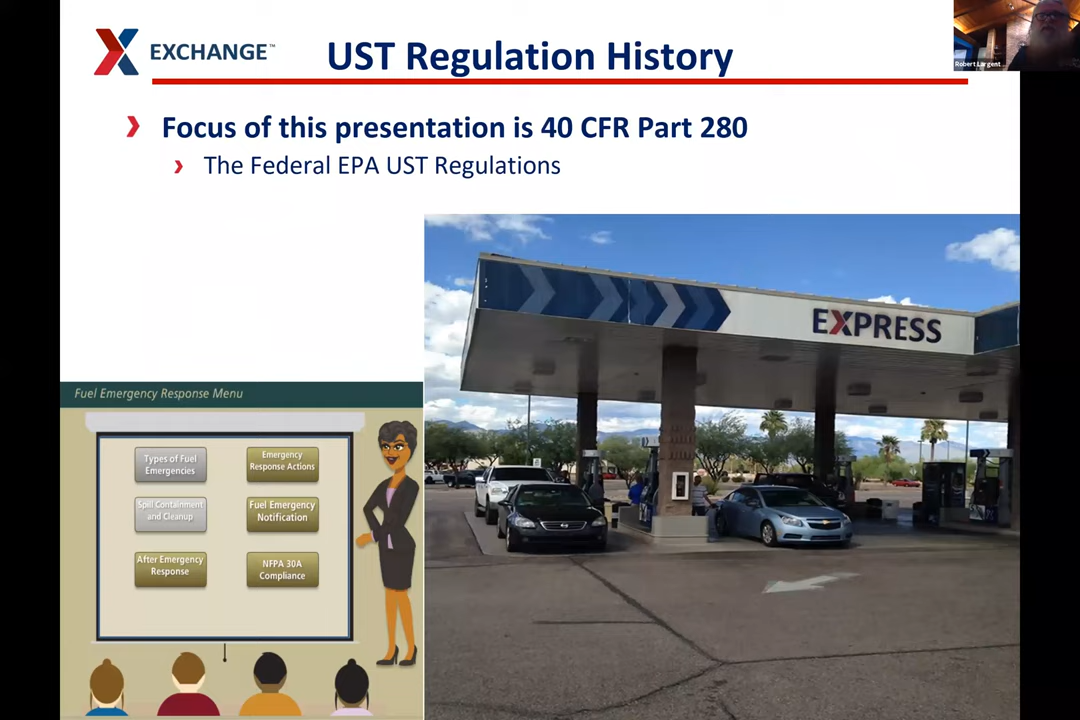 EXCHANGE™
UST Regulation History
Robert Largent
Focus of this presentation is 40 CFR Part 280
The Federal EPA UST Regulations
EXPRESS
Fuel Emergency Response Menu
Types of Fuel
Emergencies
Emergency
Response Actions
Spill Containment
and Cleanup
Fuel Emergency
Notification
After Emergency
Response
NFPA 30A
Compliance